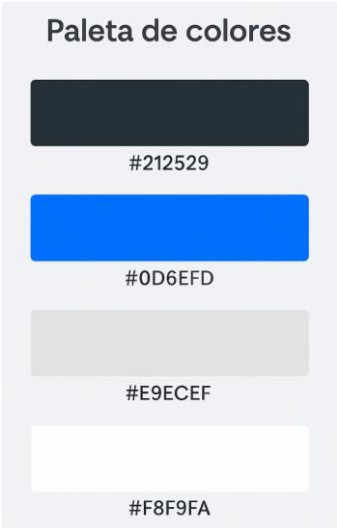 Paleta de colores
#212529
#0D6EFD
#E9ECEF
#F8F9FA